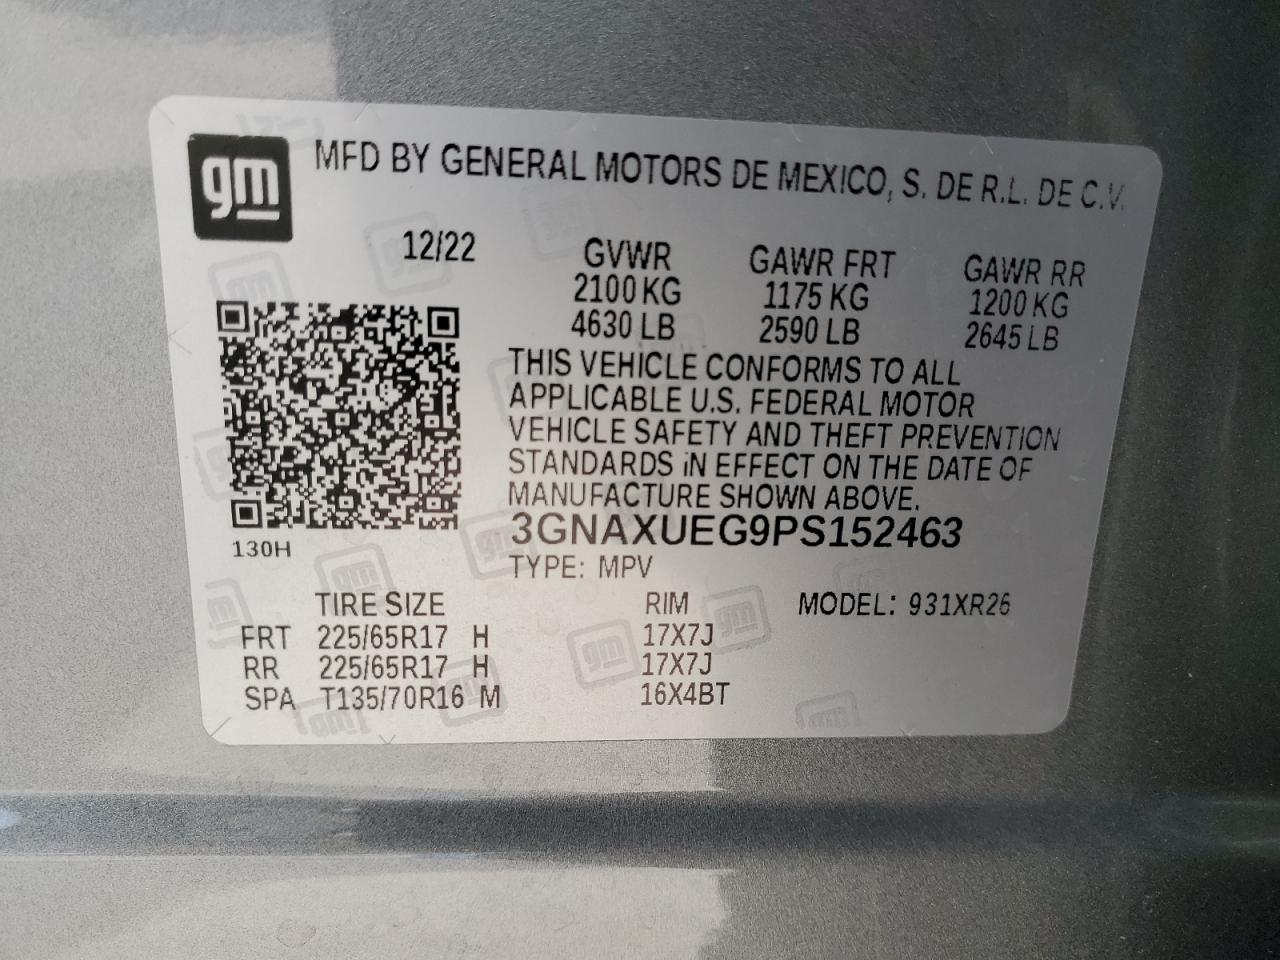 gm MFD BY GENERAL MOTORS DE MEXICO, S. DE R.L. DE C.V.
12/22 GVWR GAWR FRT GAWR RR
2100 KG 1175 KG 1200 KG
4630 LB 2590 LB 2645 LB
THIS VEHICLE CONFORMS TO ALL
APPLICABLE U.S. FEDERAL MOTOR
VEHICLE SAFETY AND THEFT PREVENTION
STANDARDS IN EFFECT ON THE DATE OF
MANUFACTURE SHOWN ABOVE.
3GNAXUEG9PS152463
130H
TYPE: MPV
TIRE SIZE RIM MODEL: 931XR26
FRT 225/65R17 H 17X7J
RR 225/65R17 H 17X7J
SPA T135/70R16 M 16X4BT